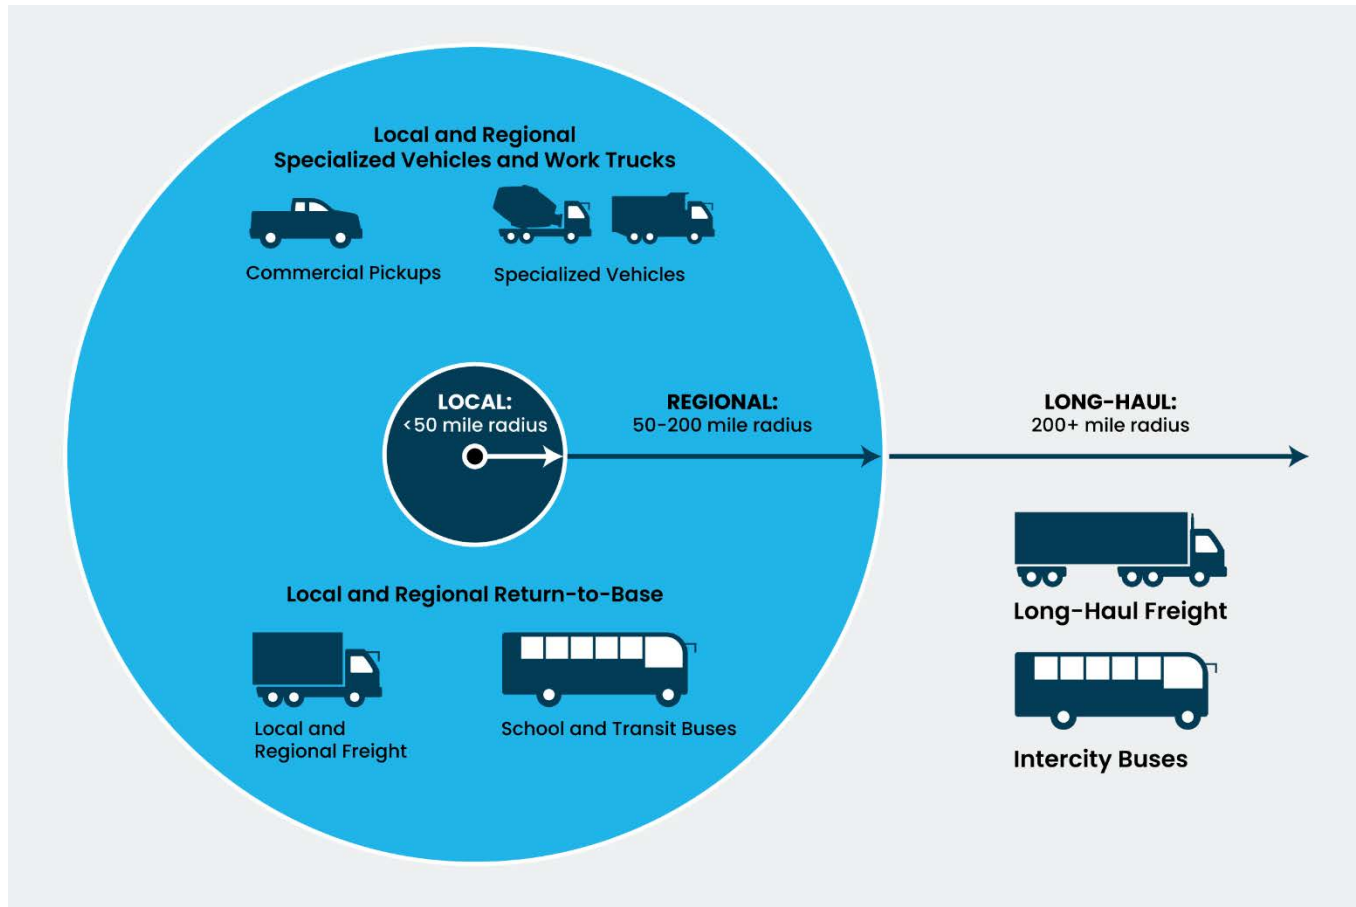 Local and Regional
Specialized Vehicles and Work Trucks
Commercial Pickups
Specialized Vehicles
LOCAL:
<50 mile radius
REGIONAL:
50-200 mile radius
LONG-HAUL:
200+ mile radius
Local and Regional Return-to-Base
Local and
Regional Freight
School and Transit Buses
Long-Haul Freight
Intercity Buses